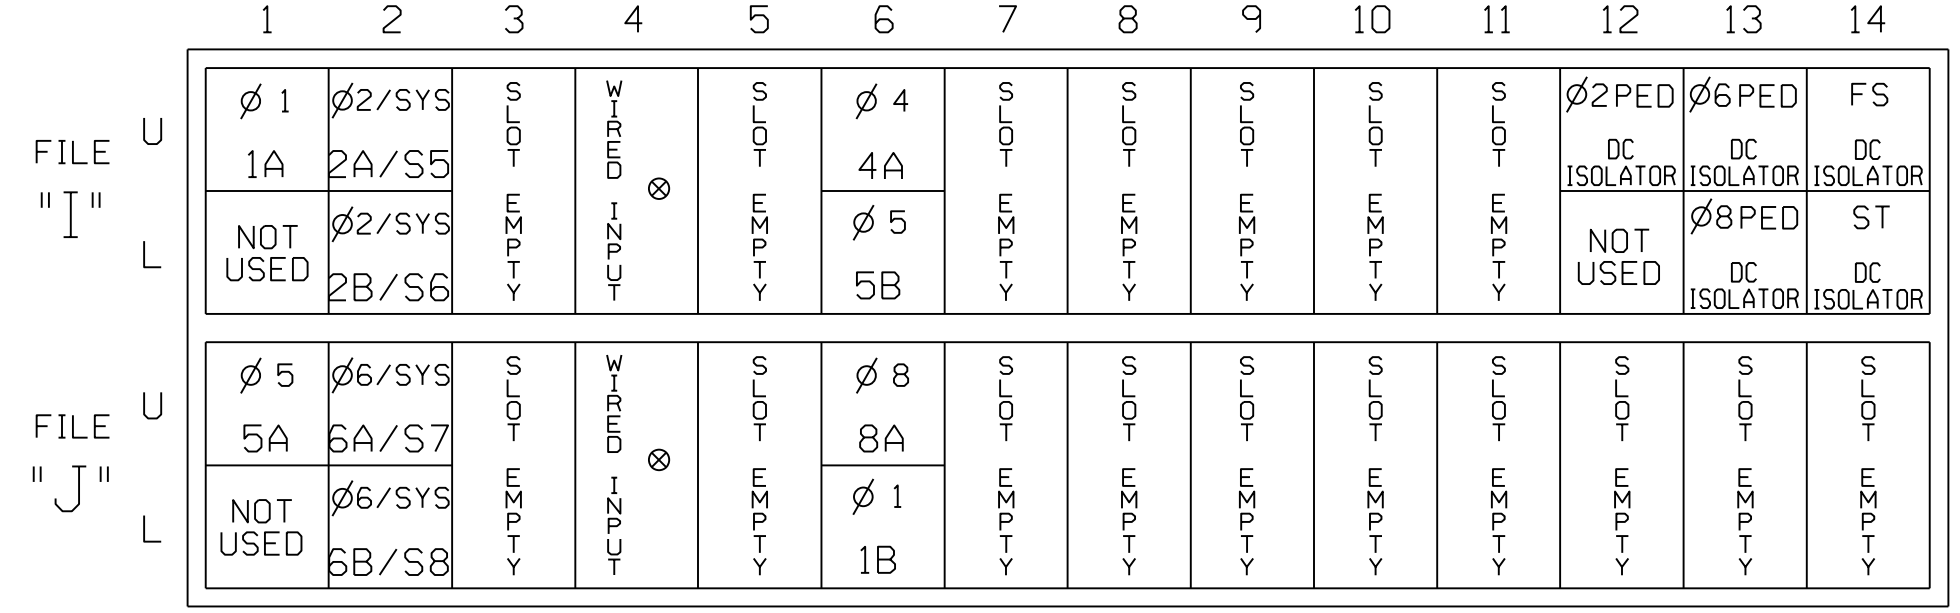 1 2 3 4 5 6 7 8 9 10 11 12 13 14
FILE
"I"
U
L
Ø 1
1A
NOT
USED
Ø2/SYS
2A/S5
Ø2/SYS
2B/S6
SLOT EMPTY
WIRED INPUT
SLOT EMPTY
Ø 4
4A
Ø 5
5B
SLOT EMPTY
SLOT EMPTY
SLOT EMPTY
SLOT EMPTY
SLOT EMPTY
Ø2PED
DC
ISOLATOR
NOT
USED
Ø6PED
DC
ISOLATOR
Ø8PED
DC
ISOLATOR
FS
DC
ISOLATOR
ST
DC
ISOLATOR
FILE
"J"
U
L
Ø 5
5A
NOT
USED
Ø6/SYS
6A/S7
Ø6/SYS
6B/S8
SLOT EMPTY
WIRED INPUT
SLOT EMPTY
Ø 8
8A
Ø 1
1B
SLOT EMPTY
SLOT EMPTY
SLOT EMPTY
SLOT EMPTY
SLOT EMPTY
SLOT EMPTY
SLOT EMPTY
SLOT EMPTY